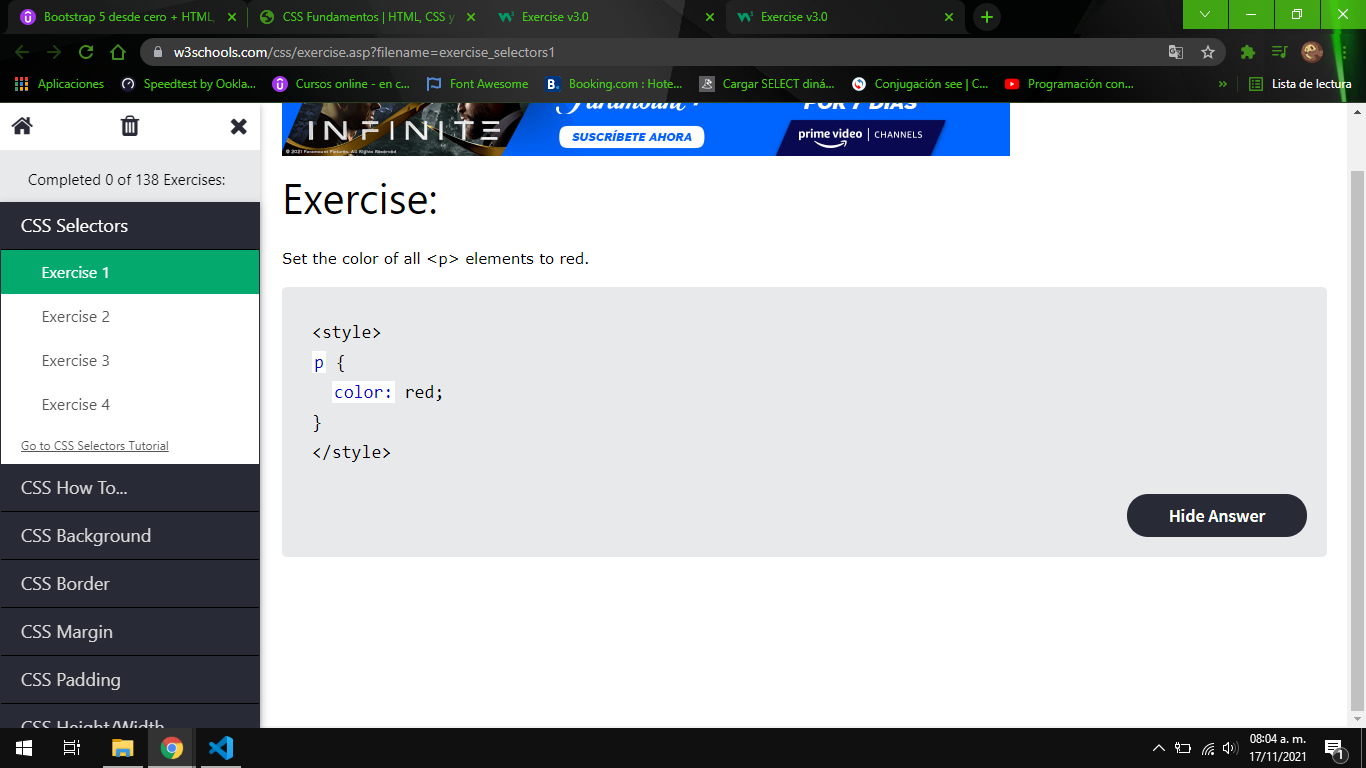 Bootstrap 5 desde cero + HTML,
CSS Fundamentos | HTML, CSS y
Exercise v3.0
Exercise v3.0
w3schools.com/css/exercise.asp?filename=exercise_selectors1
Aplicaciones
Speedtest by Ookla...
Cursos online - en c...
Font Awesome
B.
Booking.com : Hote...
Cargar SELECT diná...
Conjugación see | C...
Programación con...
»
Lista de lectura
INFINITE
© 2021 Paramount Pictures. All Rights Reserved
Paramount +
SUSCRÍBETE AHORA
POR 7 DÍAS
prime video | CHANNELS
Completed 0 of 138 Exercises:
CSS Selectors
Exercise 1
Exercise 2
Exercise 3
Exercise 4
Go to CSS Selectors Tutorial
CSS How To...
CSS Background
CSS Border
CSS Margin
CSS Padding
CSS Height/Width
Exercise:
Set the color of all <p> elements to red.
<style>
p {
color: red;
}
</style>
Hide Answer
08:04 a. m.
17/11/2021
1